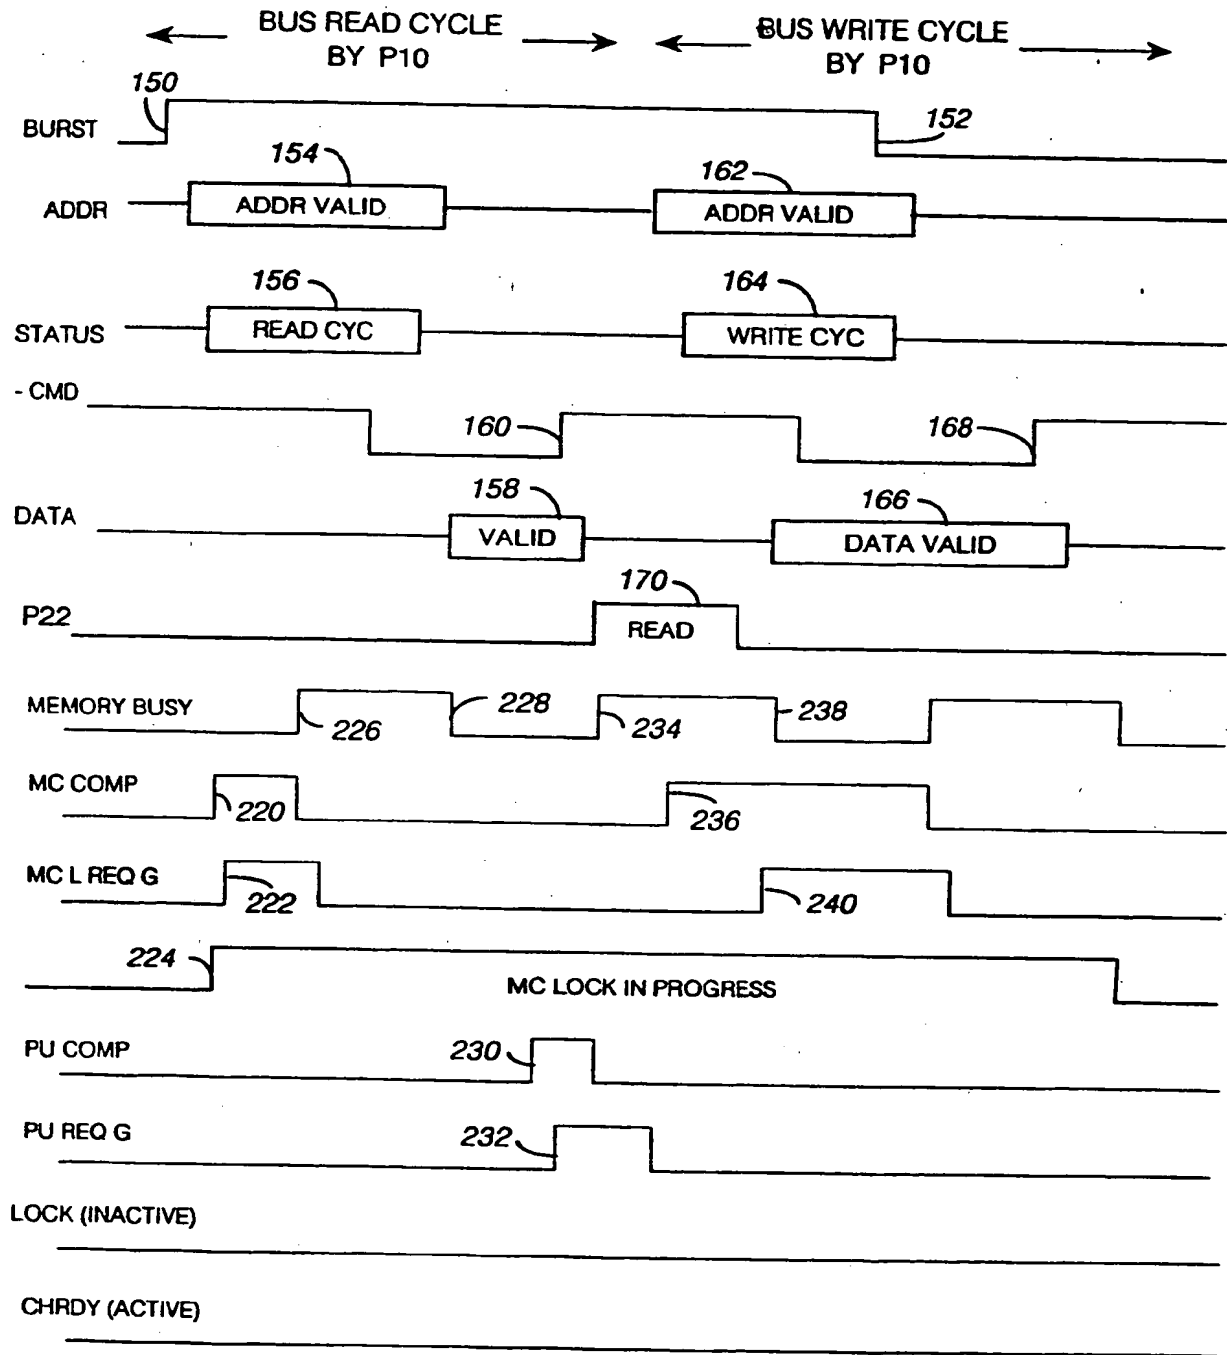 BUS READ CYCLE
BY P10
BUS WRITE CYCLE
BY P10
150
BURST
152
154
162
ADDR
ADDR VALID
ADDR VALID
156
164
STATUS
READ CYC
WRITE CYC
- CMD
160
168
158
166
DATA
VALID
DATA VALID
170
P22
READ
MEMORY BUSY
226
228
234
238
MC COMP
220
236
MC L REQ G
222
240
224
MC LOCK IN PROGRESS
PU COMP
230
PU REQ G
232
LOCK (INACTIVE)
CHRDY (ACTIVE)